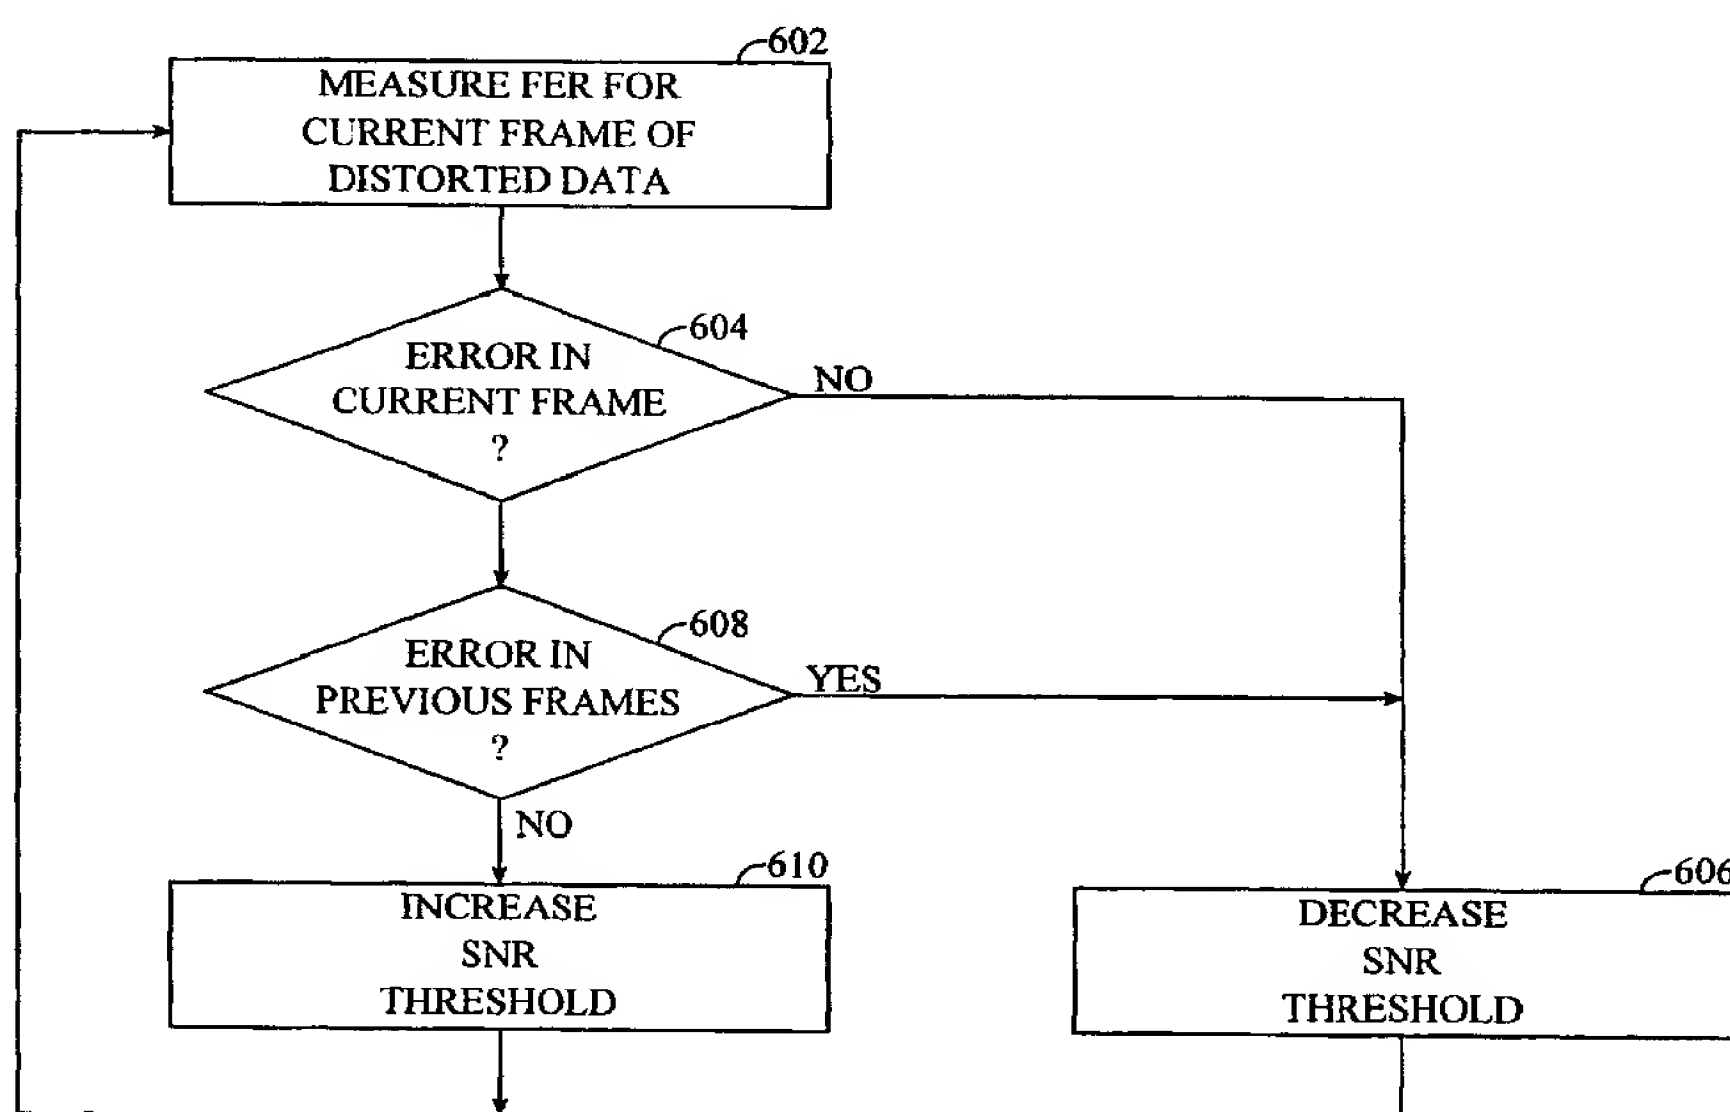 602
MEASURE FER FOR
CURRENT FRAME OF
DISTORTED DATA
604
ERROR IN
CURRENT FRAME
?
NO
608
ERROR IN
PREVIOUS FRAMES
?
YES
NO
610
INCREASE
SNR
THRESHOLD
606
DECREASE
SNR
THRESHOLD